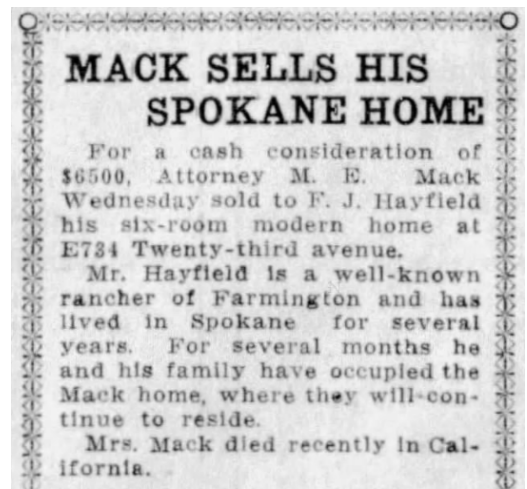 MACK SELLS HIS
SPOKANE HOME
For a cash consideration of
$6500, Attorney M. E. Mack
Wednesday sold to F. J. Hayfield
his six-room modern home at
E734 Twenty-third avenue.
Mr. Hayfield is a well-known
rancher of Farmington and has
lived in Spokane for several
years. For several months he
and his family have occupied the
Mack home, where they will con-
tinue to reside.
Mrs. Mack died recently in Cal-
ifornia.